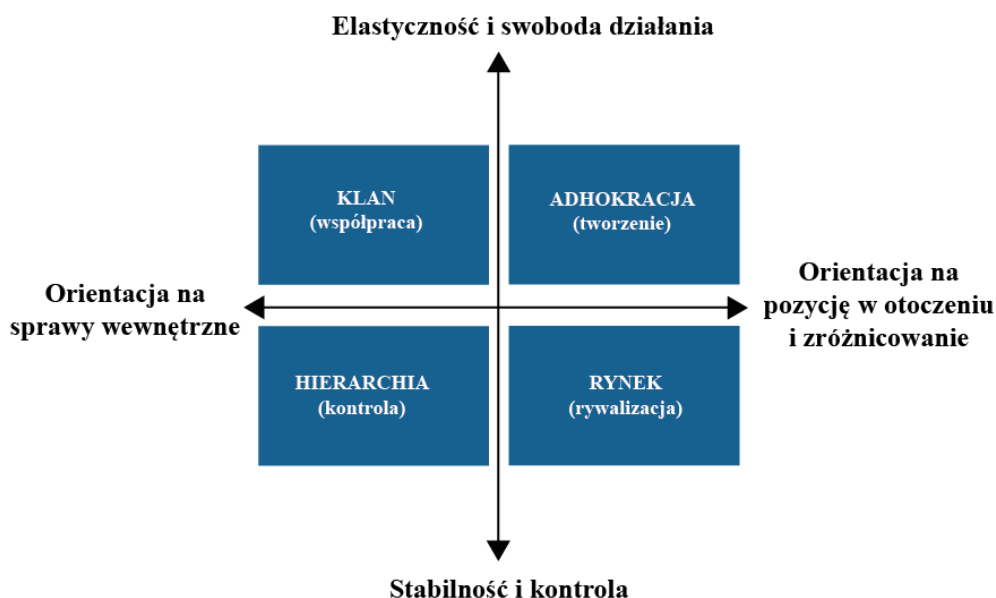 Elastyczność i swoboda działania
KLAN
(współpraca)
ADHOKRACJA
(tworzenie)
Orientacja na
sprawy wewnętrzne
Orientacja na
pozycję w otoczeniu
i zróżnicowanie
HIERARCHIA
(kontrola)
RYNEK
(rywalizacja)
Stabilność i kontrola